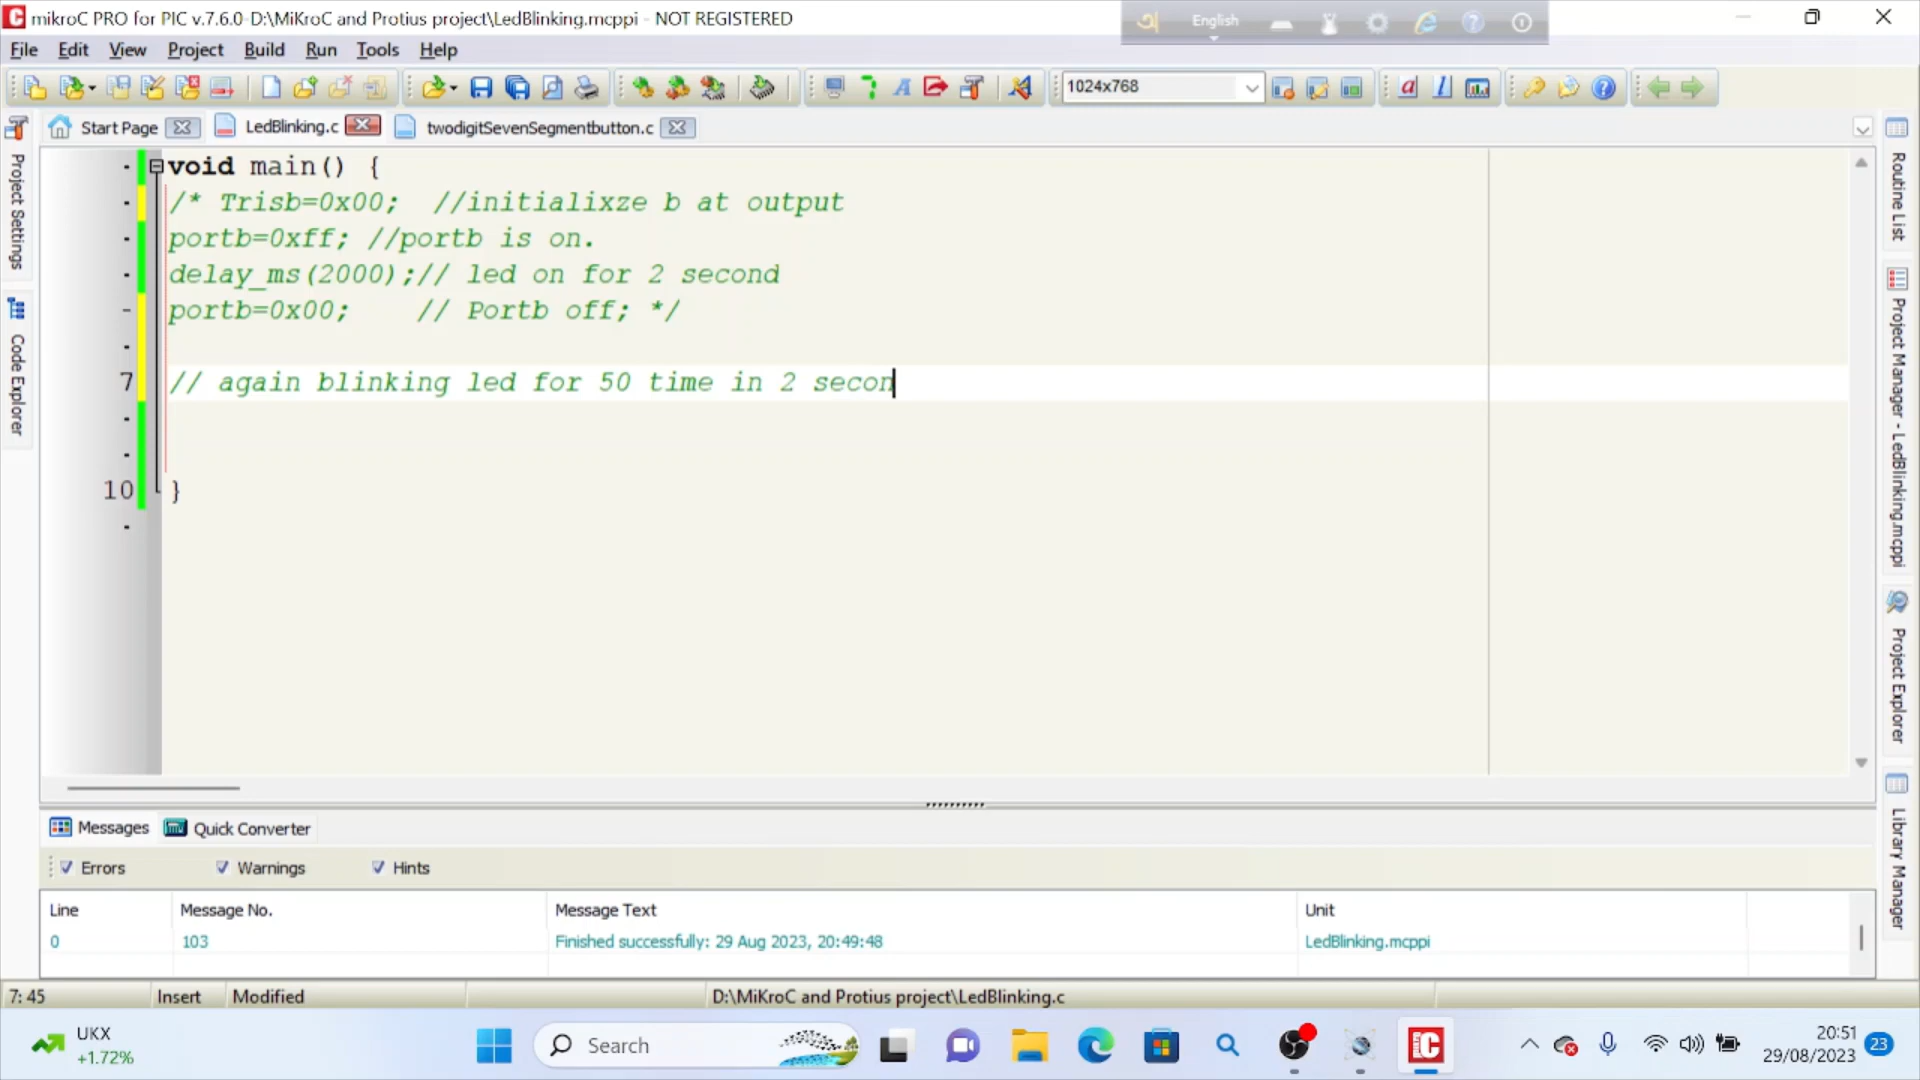 mikroC PRO for PIC v.7.6.0-D:\MiKroC and Protius project\LedBlinking.mcppi - NOT REGISTERED
English
File Edit View Project Build Run Tools Help
1024x768
Start Page LedBlinking.c twodigitSevenSegmentbutton.c
void main() {
/* Trisb=0x00;  //initialixze b at output
portb=0xff; //portb is on.
delay_ms(2000);// led on for 2 second
portb=0x00;    // Portb off; */
7 // again blinking led for 50 time in 2 secon
10 }
Project Settings
Code Explorer
Routine List
Project Manager - LedBlinking.mcppi
Project Explorer
Library Manager
Messages Quick Converter
Errors Warnings Hints
Line Message No. Message Text Unit
0 103 Finished successfully: 29 Aug 2023, 20:49:48 LedBlinking.mcppi
7: 45 Insert Modified D:\MiKroC and Protius project\LedBlinking.c
UKX
+1.72%
Search
20:51
29/08/2023
23